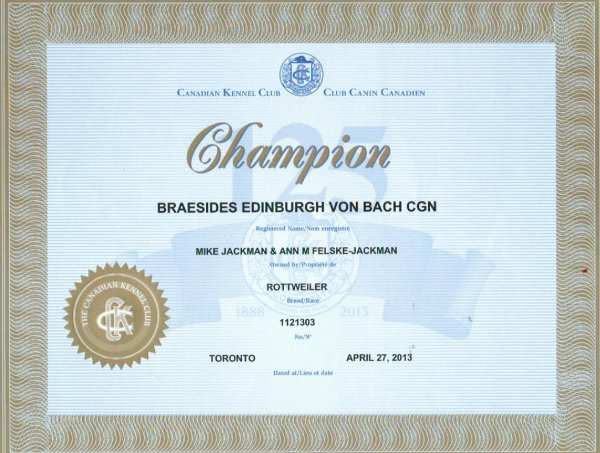 CANADIAN KENNEL CLUB CLUB CANIN CANADIEN
125
Champion
BRAESIDES EDINBURGH VON BACH CGN
Registered Name/Nom enregistré
MIKE JACKMAN & ANN M FELSKE-JACKMAN
Owned by/Propriété de
ROTTWEILER
Breed/Race
1888 2013
1121303
No/Nº
TORONTO APRIL 27, 2013
Dated at/Lieu et date
THE CANADIAN KENNEL CLUB
CKC